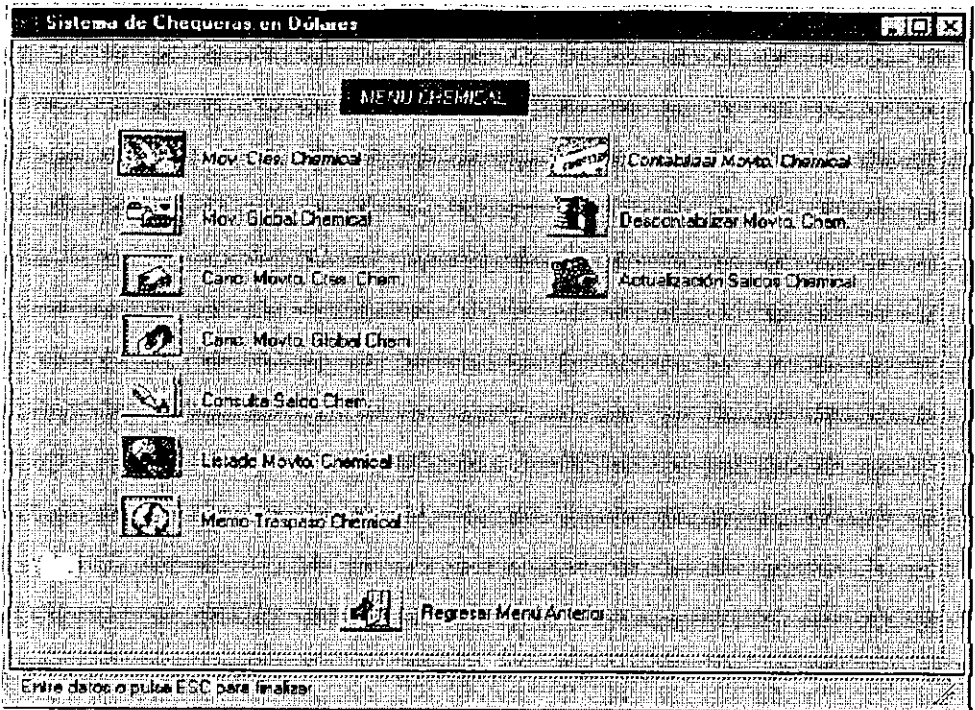 Sistema de Chequeras en Dólares
MENU CHEMICAL
Mov. Ctes. Chemical
Mov. Global Chemical
Canc. Movto. Ctes. Chem.
Canc. Movto. Global Chem.
Consulta Saldo Chem.
Listado Movto. Chemical
Memo Traspaso Chemical
Contabilizar Movto. Chemical
Descontabilizar Movto. Chem.
Actualización Saldos Chemical
Regresar Menú Anterior
Entre datos o pulse ESC para finalizar